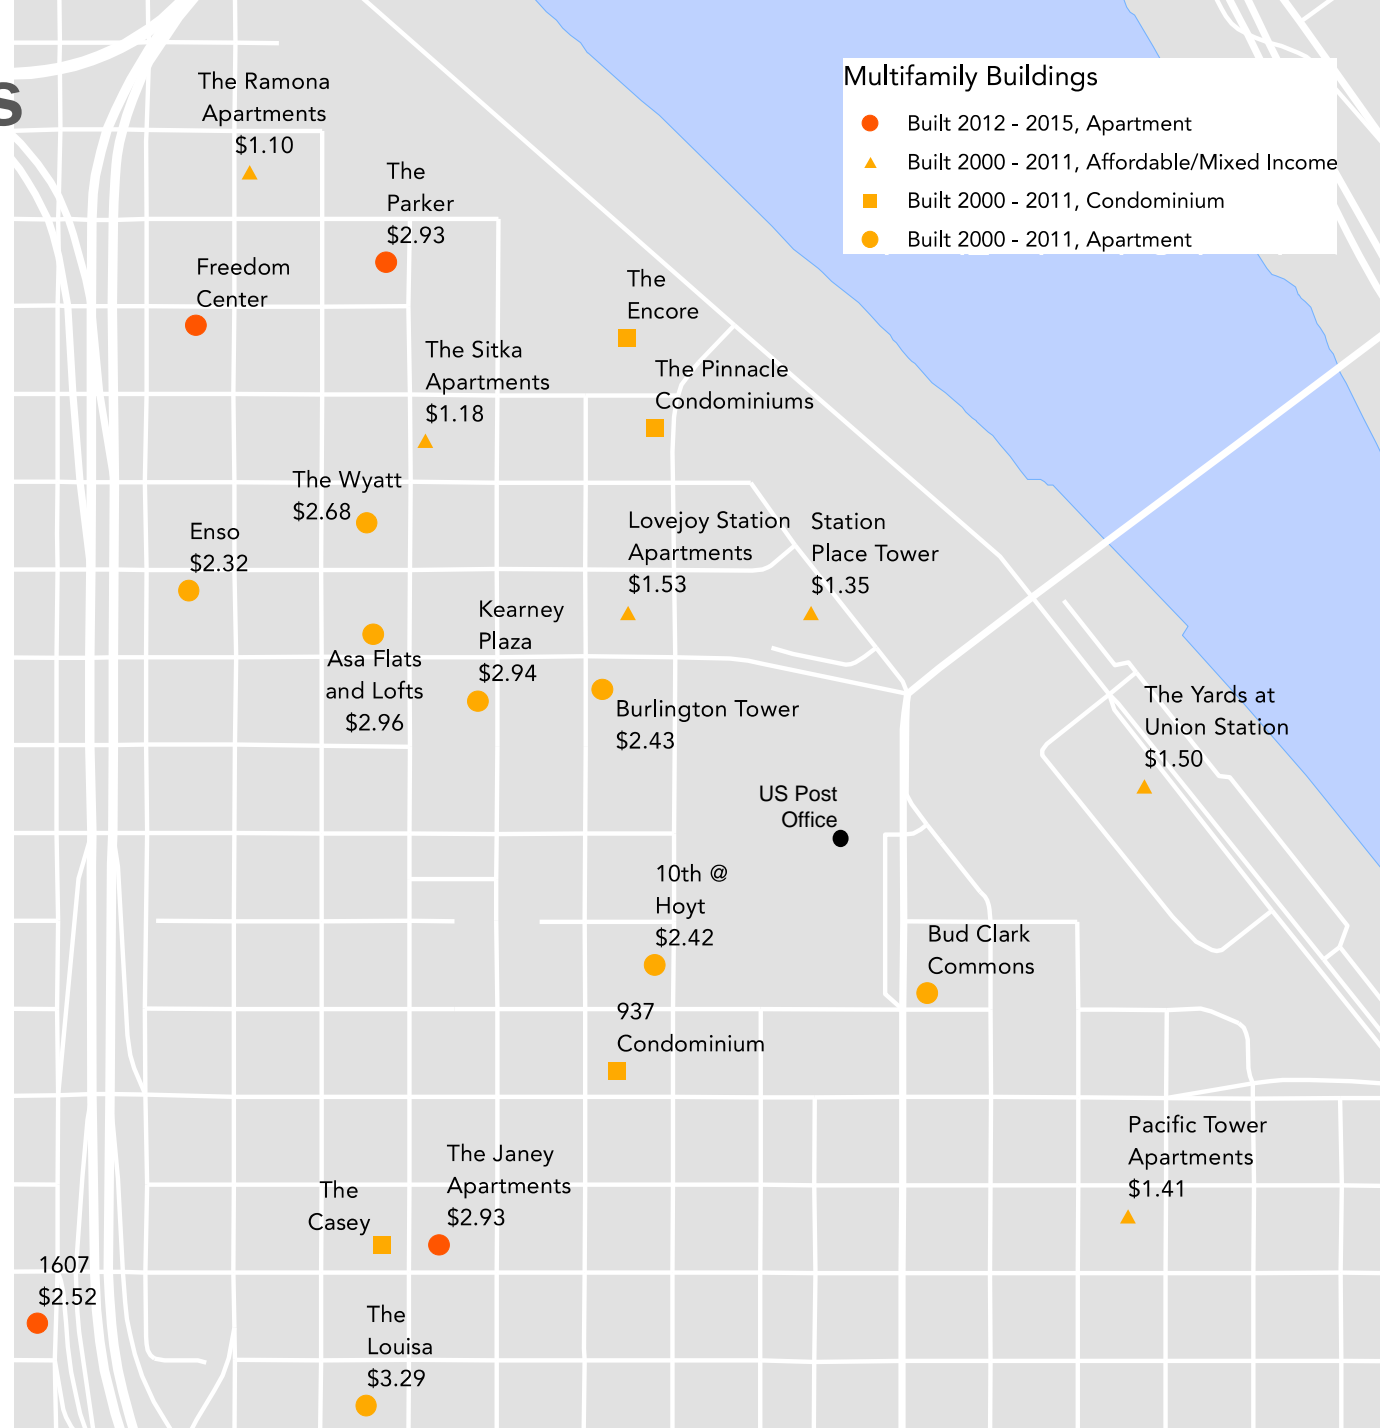 s
Multifamily Buildings
Built 2012 - 2015, Apartment
Built 2000 - 2011, Affordable/Mixed Income
Built 2000 - 2011, Condominium
Built 2000 - 2011, Apartment
The Ramona
Apartments
$1.10
The
Parker
$2.93
Freedom
Center
The
Encore
The Sitka
Apartments
$1.18
The Pinnacle
Condominiums
The Wyatt
$2.68
Enso
$2.32
Lovejoy Station
Apartments
$1.53
Station
Place Tower
$1.35
Kearney
Plaza
$2.94
Asa Flats
and Lofts
$2.96
Burlington Tower
$2.43
The Yards at
Union Station
$1.50
US Post
Office
10th @
Hoyt
$2.42
Bud Clark
Commons
937
Condominium
Pacific Tower
Apartments
$1.41
The Janey
Apartments
$2.93
The
Casey
1607
$2.52
The
Louisa
$3.29